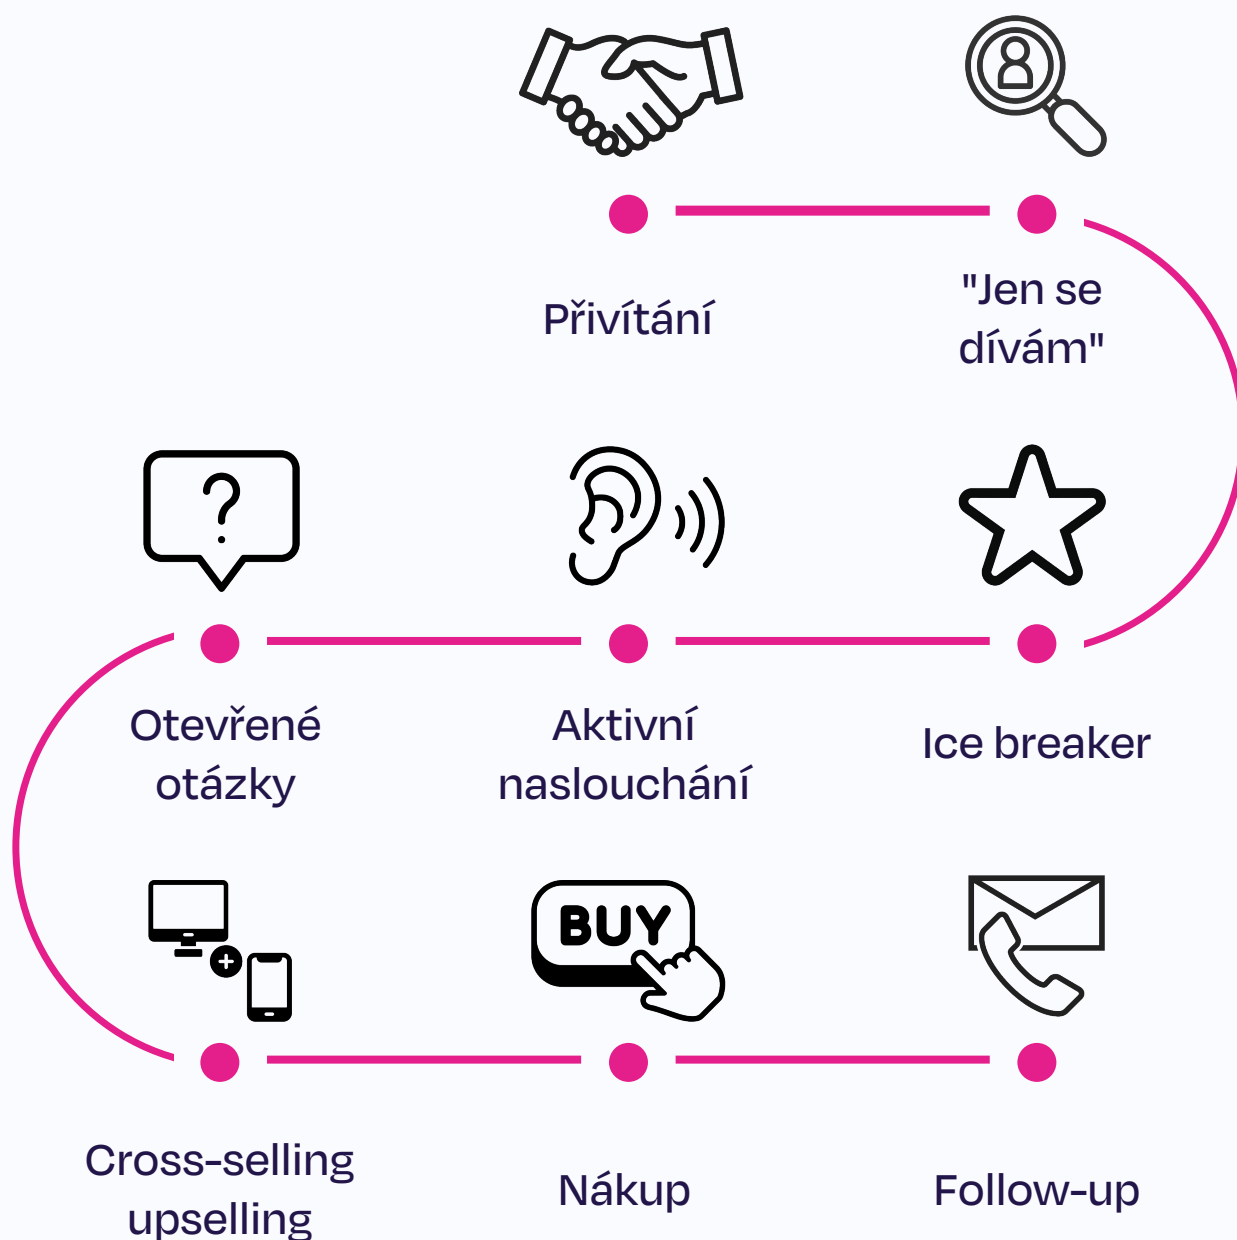 Přivítání
"Jen se
dívám"
?
Otevřené
otázky
Aktivní
naslouchání
Ice breaker
BUY
Cross-selling
upselling
Nákup
Follow-up